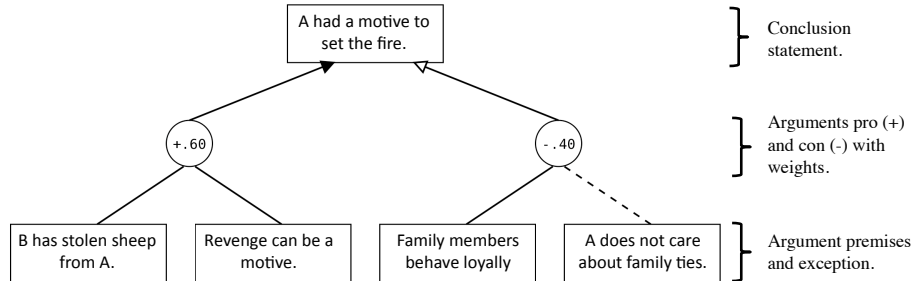 A had a motive to
set the fire.
Conclusion
statement.
+.60
-.40
Arguments pro (+)
and con (-) with
weights.
B has stolen sheep
from A.
Revenge can be a
motive.
Family members
behave loyally
A does not care
about family ties.
Argument premises
and exception.